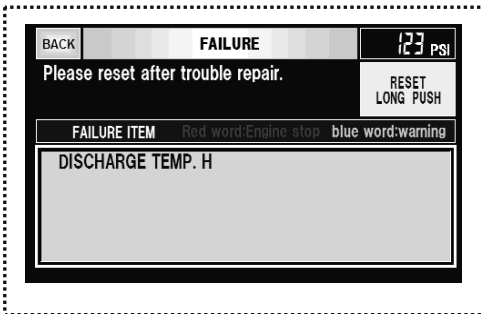 BACK FAILURE 123 PSI
Please reset after trouble repair.
RESET
LONG PUSH
FAILURE ITEM Red word:Engine stop blue word:warning
DISCHARGE TEMP. H